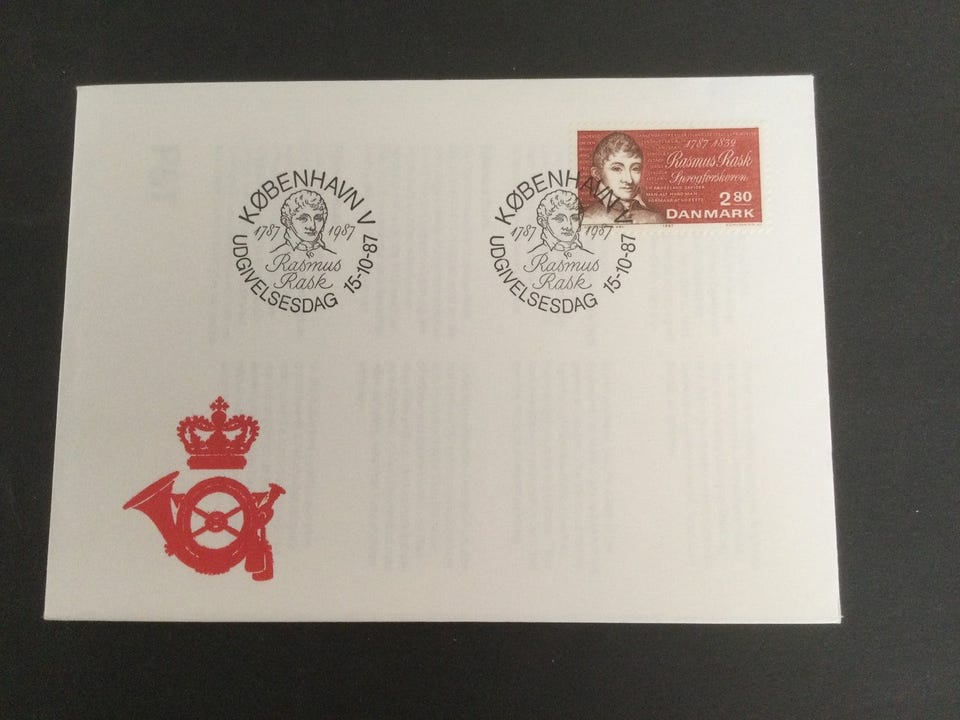 KØBENHAVN V
1787 1987
Rasmus
Rask
UDGIVELSESDAG 15-10-87
KØBENHAVN V
1787 1987
Rasmus
Rask
UDGIVELSESDAG 15-10-87
1787-1832
Rasmus Rask
Sprogforskeren
2 80
DANMARK
1987